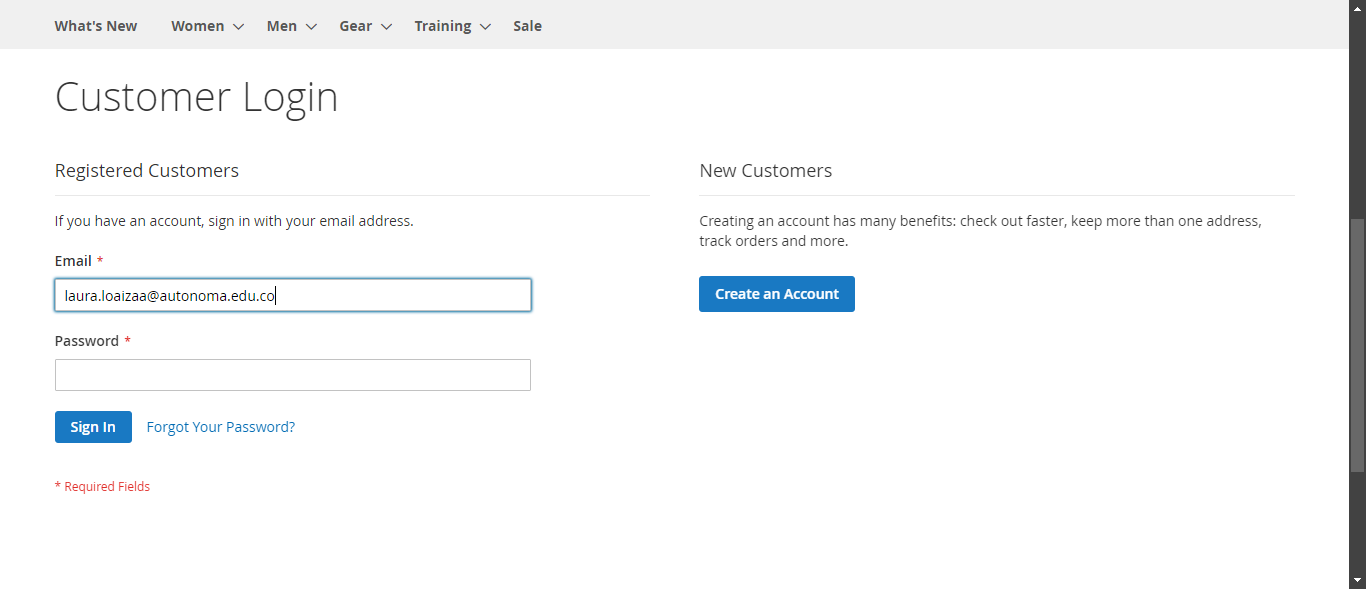 What's New Women Men Gear Training Sale
Customer Login
Registered Customers
If you have an account, sign in with your email address.
Email *
laura.loaizaa@autonoma.edu.co
Password *
Sign In Forgot Your Password?
* Required Fields
New Customers
Creating an account has many benefits: check out faster, keep more than one address,
track orders and more.
Create an Account